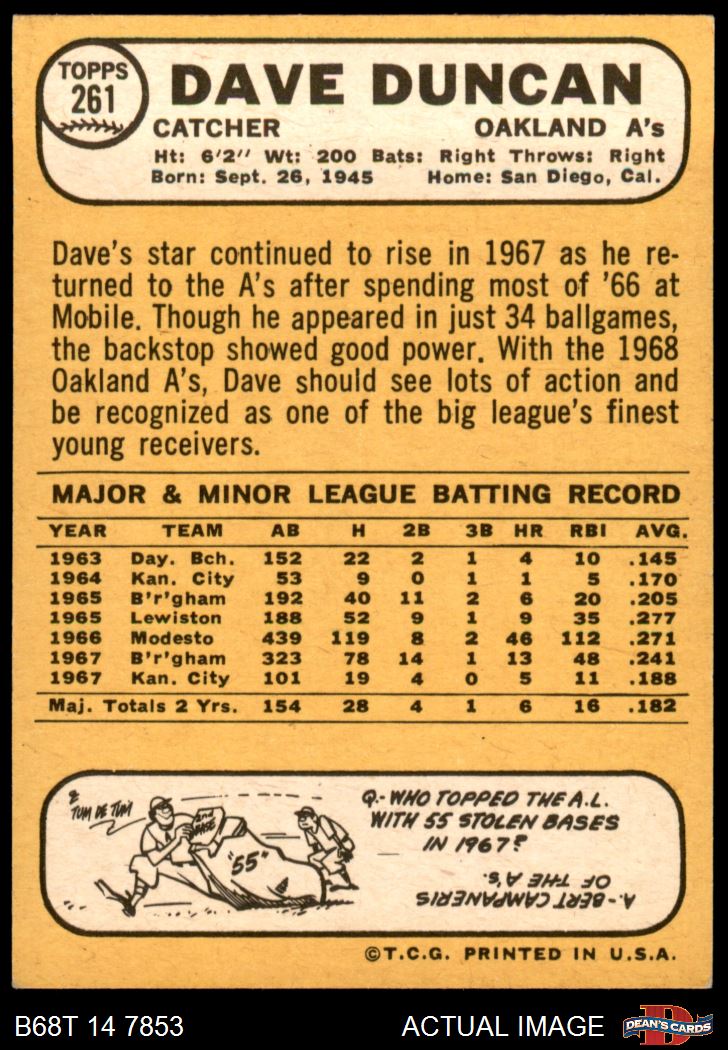 TOPPS
261
DAVE DUNCAN
CATCHER OAKLAND A's
Ht: 6'2" Wt: 200 Bats: Right Throws: Right
Born: Sept. 26, 1945 Home: San Diego, Cal.
Dave's star continued to rise in 1967 as he re-
turned to the A's after spending most of '66 at
Mobile. Though he appeared in just 34 ballgames,
the backstop showed good power. With the 1968
Oakland A's, Dave should see lots of action and
be recognized as one of the big league's finest
young receivers.
MAJOR & MINOR LEAGUE BATTING RECORD
YEAR TEAM AB H 2B 3B HR RBI AVG.
1963 Day. Bch. 152 22 2 1 4 10 .145
1964 Kan. City 53 9 0 1 1 5 .170
1965 B'r'gham 192 40 11 2 6 20 .205
1965 Lewiston 188 52 9 1 9 35 .277
1966 Modesto 439 119 8 2 46 112 .271
1967 B'r'gham 323 78 14 1 13 48 .241
1967 Kan. City 101 19 4 0 5 11 .188
Maj. Totals 2 Yrs. 154 28 4 1 6 16 .182
TUM DE TUM
2nd
BASE
"55"
Q.- WHO TOPPED THE A.L.
WITH 55 STOLEN BASES
IN 1967?
A.- BERT CAMPANERIS
OF THE A'S.
©T.C.G. PRINTED IN U.S.A.
B68T 14 7853 ACTUAL IMAGE
D
DEAN'S CARDS